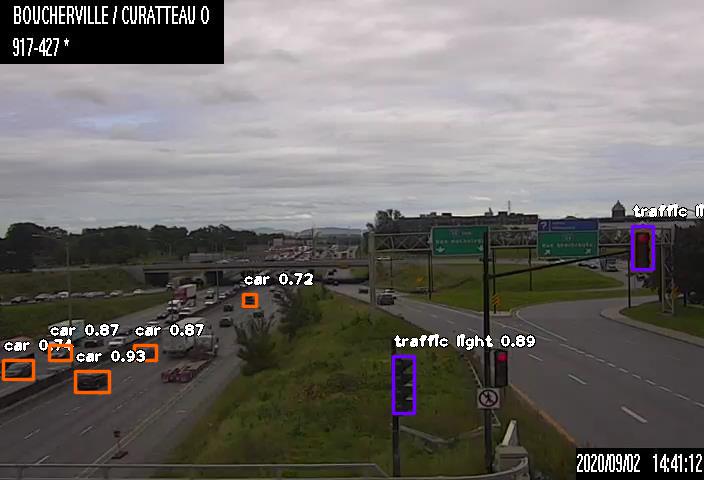 BOUCHERVILLE / CURATTEAU O
917-427 *
traffic li
car 0.72
car 0.87
car 0.87
traffic light 0.89
car 0.74
car 0.93
2020/09/02 14:41:12